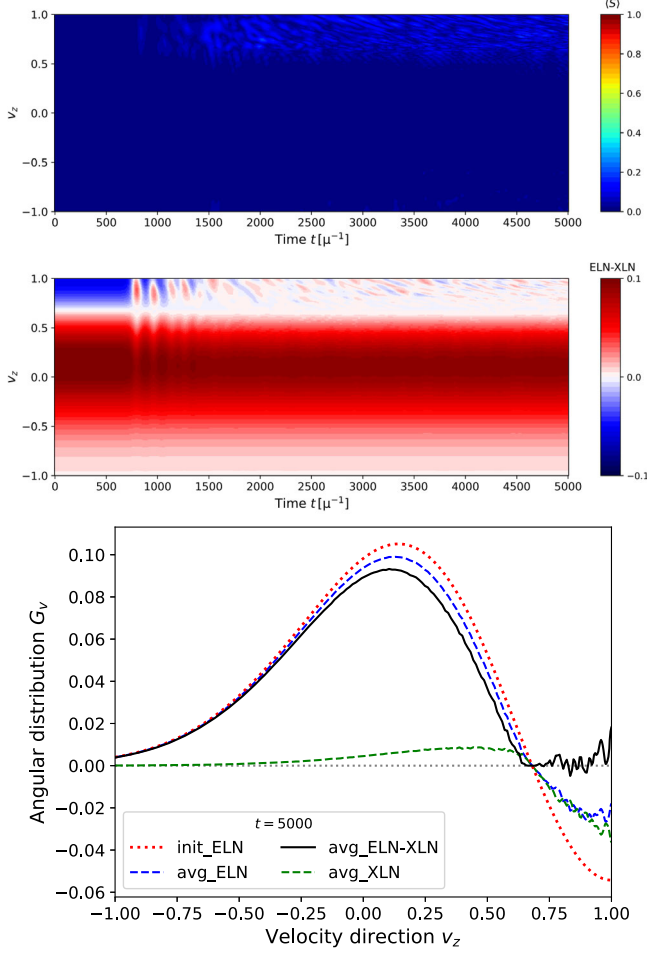 ⟨S⟩
1.0
0.5
0.0
−0.5
−1.0
v_z
0 500 1000 1500 2000 2500 3000 3500 4000 4500 5000
Time t [μ⁻¹]
1.0
0.8
0.6
0.4
0.2
0.0
ELN-XLN
1.0
0.5
0.0
−0.5
−1.0
v_z
0 500 1000 1500 2000 2500 3000 3500 4000 4500 5000
Time t [μ⁻¹]
0.1
0.0
−0.1
Angular distribution G_v
0.10
0.08
0.06
0.04
0.02
0.00
−0.02
−0.04
−0.06
t = 5000
init_ELN
avg_ELN
avg_ELN-XLN
avg_XLN
−1.00 −0.75 −0.50 −0.25 0.00 0.25 0.50 0.75 1.00
Velocity direction v_z